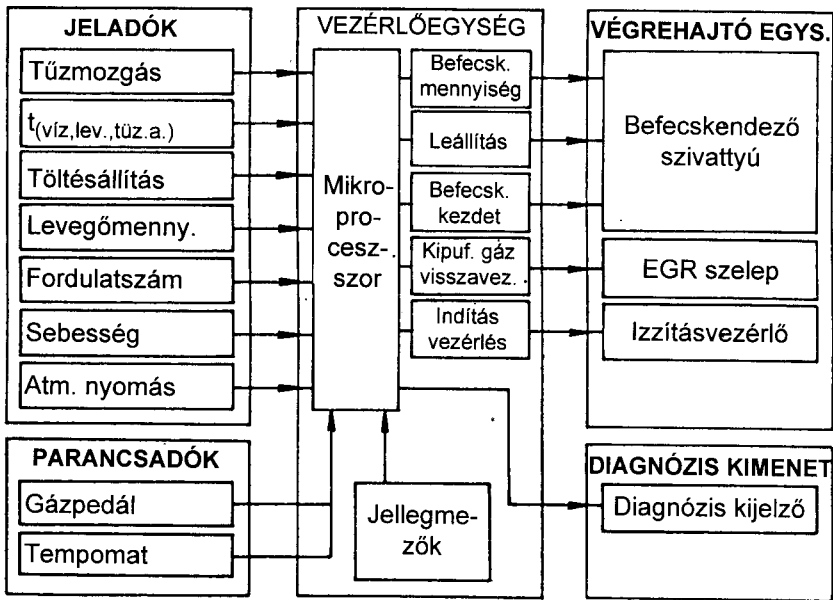 JELADÓK
Tűzmozgás
t(víz,lev.,tüz.a.)
Töltésállítás
Levegőmenny.
Fordulatszám
Sebesség
Atm. nyomás
PARANCSADÓK
Gázpedál
Tempomat
VEZÉRLŐEGYSÉG
Mikro-
pro-
cesz-
szor
Befecsk.
mennyiség
Leállítás
Befecsk.
kezdet
Kipuf. gáz
visszavez.
Indítás
vezérlés
Jellegme-
zők
VÉGREHAJTÓ EGYS.
Befecskendező
szivattyú
EGR szelep
Izzításvezérlő
DIAGNÓZIS KIMENET
Diagnózis kijelző